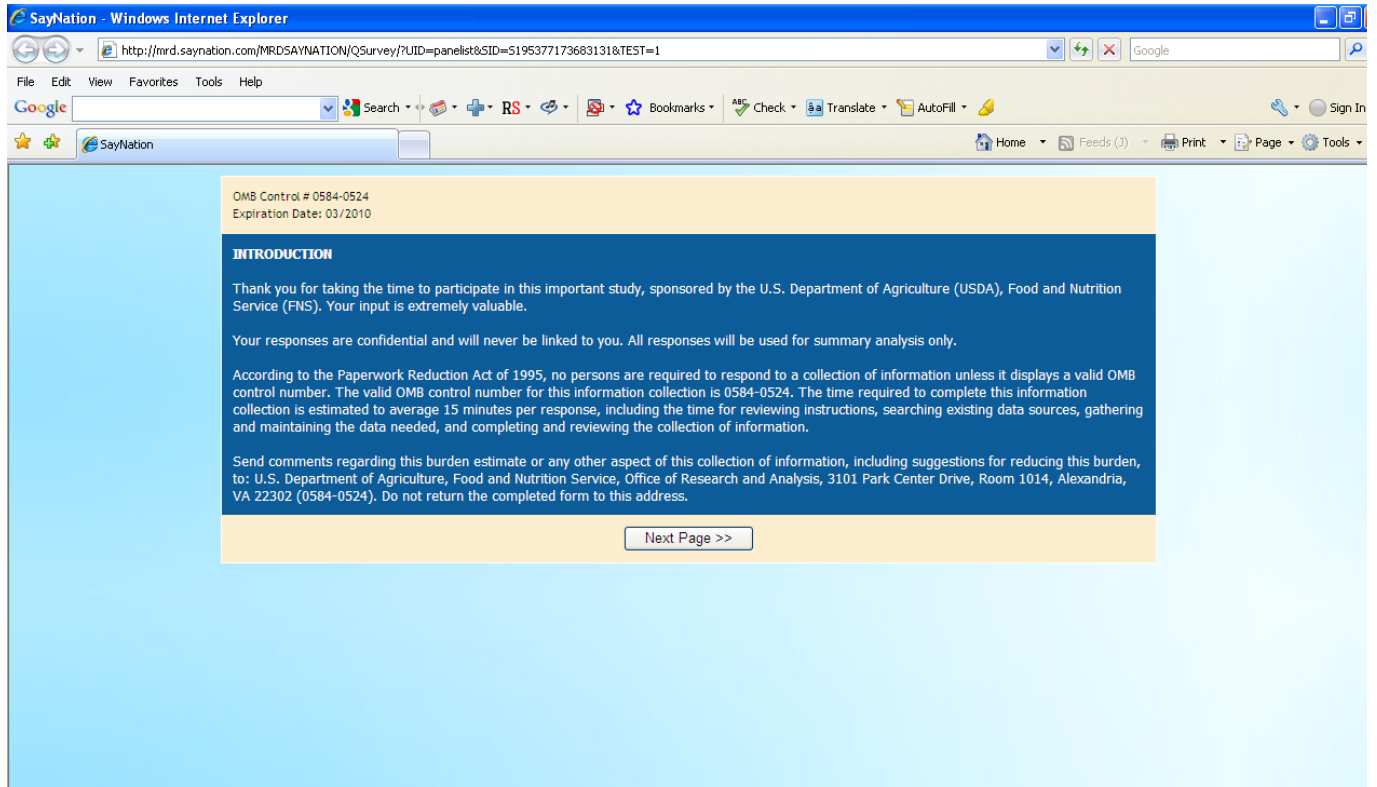 SayNation - Windows Internet Explorer
http://mrd.saynation.com/MRDSAYNATION/QSurvey/?UID=panelist&SID=S1953771736831​31&TEST=1
Google
File Edit View Favorites Tools Help
Google Search RS Bookmarks Check Translate AutoFill Sign In
SayNation Home Feeds (J) Print Page Tools
OMB Control # 0584-0524
Expiration Date: 03/2010
INTRODUCTION
Thank you for taking the time to participate in this important study, sponsored by the U.S. Department of Agriculture (USDA), Food and Nutrition
Service (FNS). Your input is extremely valuable.
Your responses are confidential and will never be linked to you. All responses will be used for summary analysis only.
According to the Paperwork Reduction Act of 1995, no persons are required to respond to a collection of information unless it displays a valid OMB
control number. The valid OMB control number for this information collection is 0584-0524. The time required to complete this information
collection is estimated to average 15 minutes per response, including the time for reviewing instructions, searching existing data sources, gathering
and maintaining the data needed, and completing and reviewing the collection of information.
Send comments regarding this burden estimate or any other aspect of this collection of information, including suggestions for reducing this burden,
to: U.S. Department of Agriculture, Food and Nutrition Service, Office of Research and Analysis, 3101 Park Center Drive, Room 1014, Alexandria,
VA 22302 (0584-0524). Do not return the completed form to this address.
Next Page >>